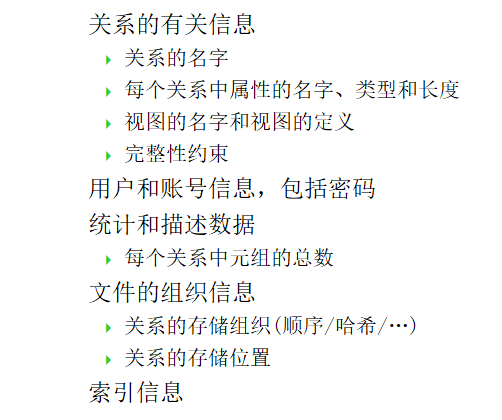 关系的有关信息
关系的名字
每个关系中属性的名字、类型和长度
视图的名字和视图的定义
完整性约束
用户和账号信息，包括密码
统计和描述数据
每个关系中元组的总数
文件的组织信息
关系的存储组织(顺序/哈希/…)
关系的存储位置
索引信息